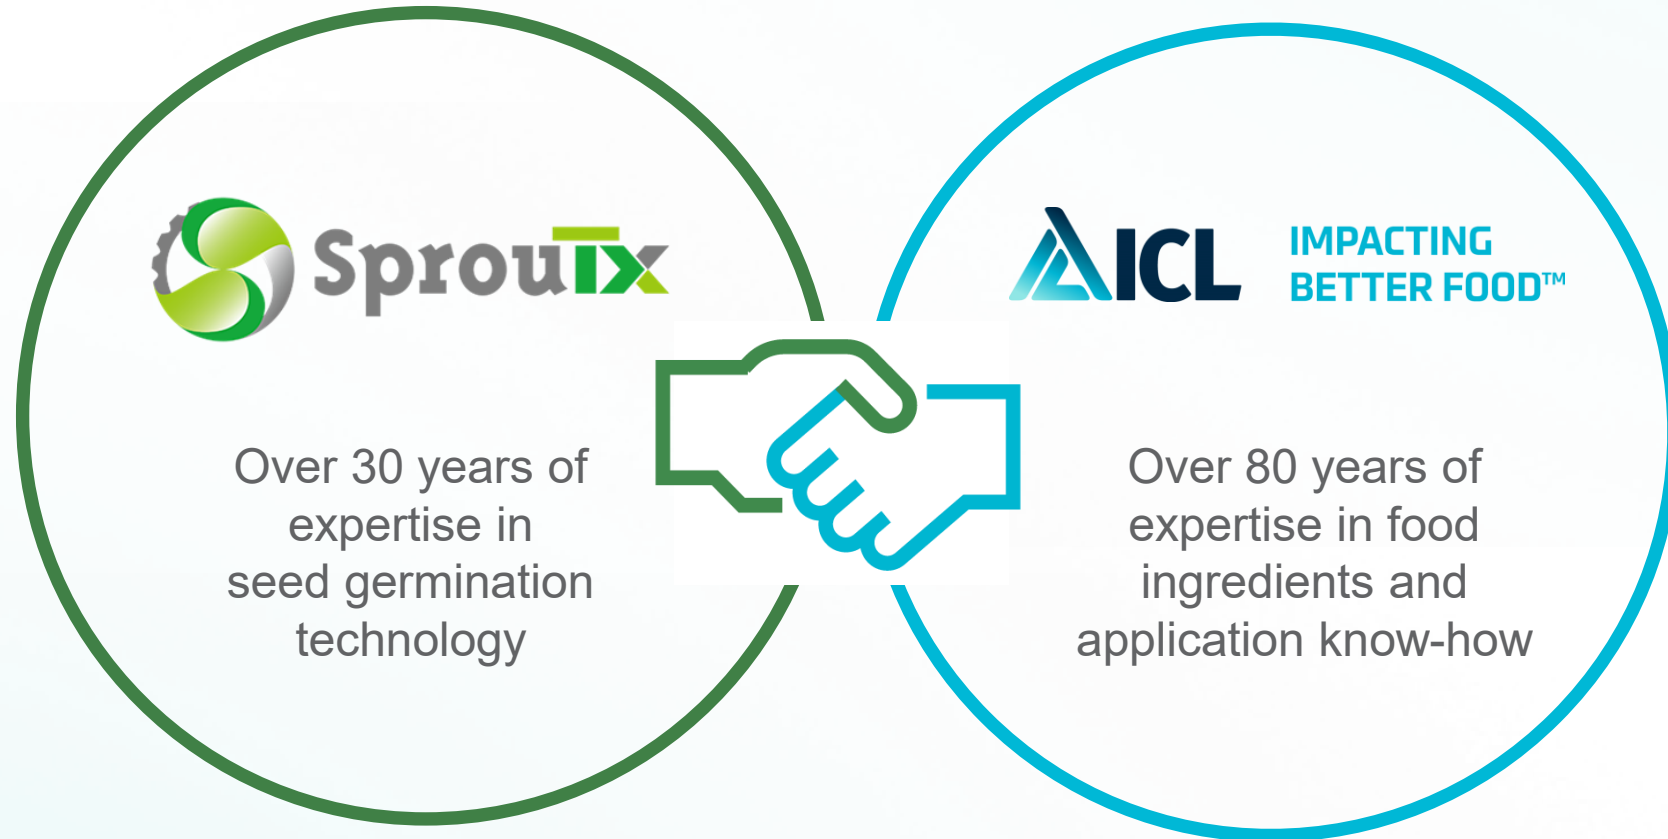 SprouTx
Over 30 years of
expertise in
seed germination
technology
ICL
IMPACTING
BETTER FOOD™
Over 80 years of
expertise in food
ingredients and
application know-how